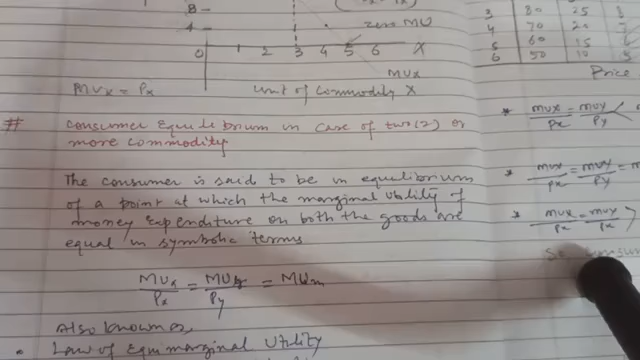 8
4
zero MU
0 1 2 3 4 5 6 X
MUx
MUx = Px
Unit of Commodity X
# Consumer Equilibrium in case of two(2) or
more commodity
The consumer is said to be in equilibrium
of a point at which the marginal utility of
money Expenditure on both the goods are
equal in symbolic terms
MUx/Px = MUy/Py = MUm
Also known as,
• Law of Equi marginal Utility
3 80 25
4 70 20
5 60 15
6 50 10 5
Price
* MUx/Px = MUy/Py <
* MUx/Px = MUy/Py = m
* MUx/Px = MUy/Px >
So